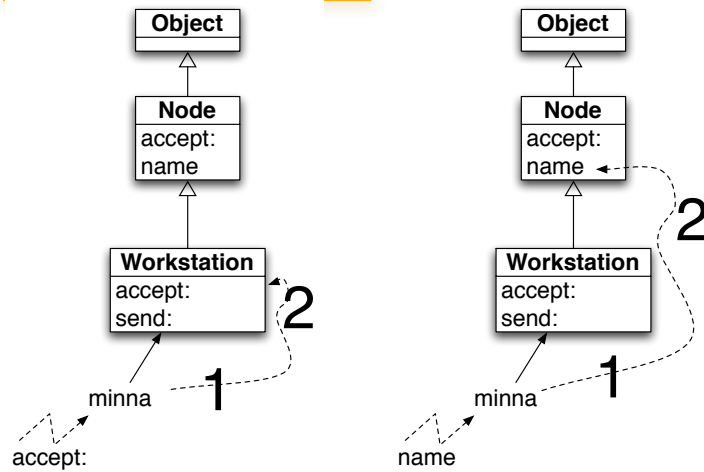 Object
Node
accept:
name
Workstation
accept:
send:
2
1
minna
accept:
Object
Node
accept:
name
2
Workstation
accept:
send:
1
minna
name